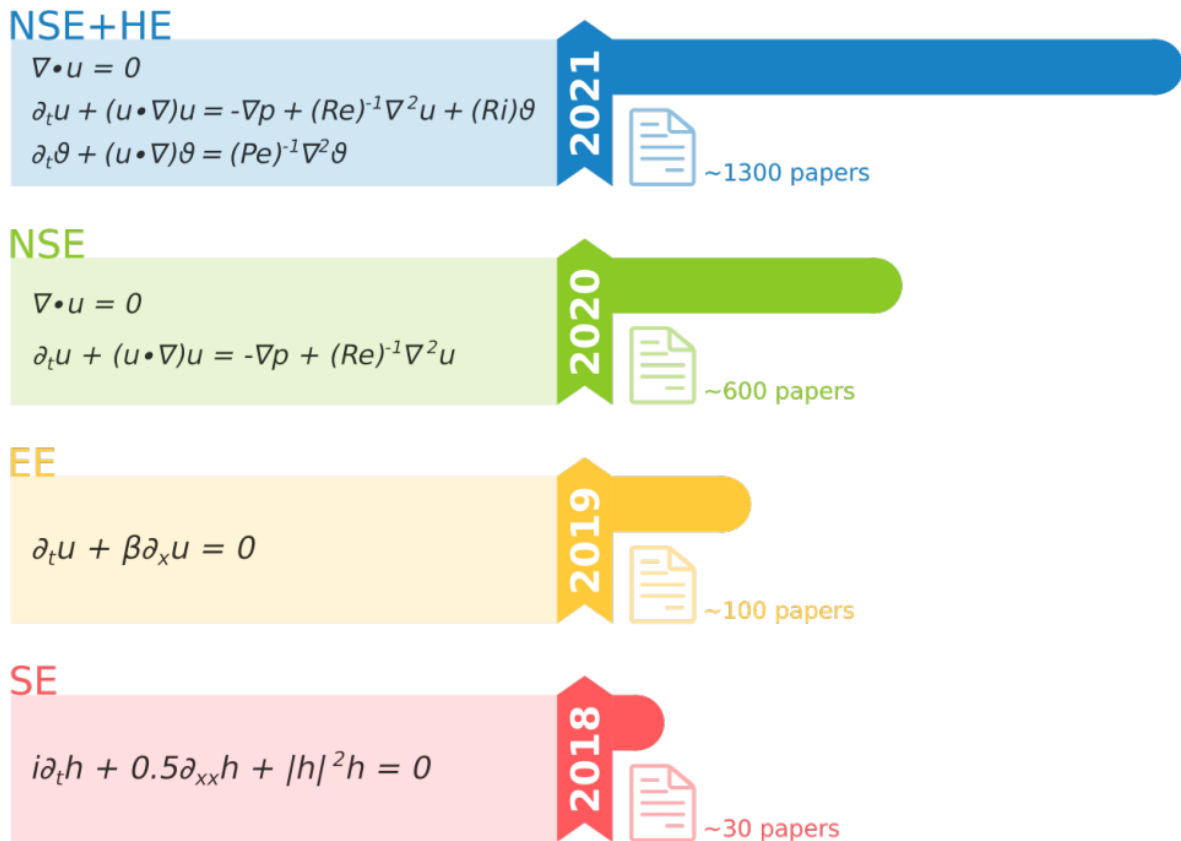 NSE+HE
∇•u = 0
∂ₜu + (u•∇)u = -∇p + (Re)⁻¹∇²u + (Ri)ϑ
∂ₜϑ + (u•∇)ϑ = (Pe)⁻¹∇²ϑ
2021
~1300 papers
NSE
∇•u = 0
∂ₜu + (u•∇)u = -∇p + (Re)⁻¹∇²u
2020
~600 papers
EE
∂ₜu + β∂ₓu = 0
2019
~100 papers
SE
i∂ₜh + 0.5∂ₓₓh + |h|²h = 0
2018
~30 papers